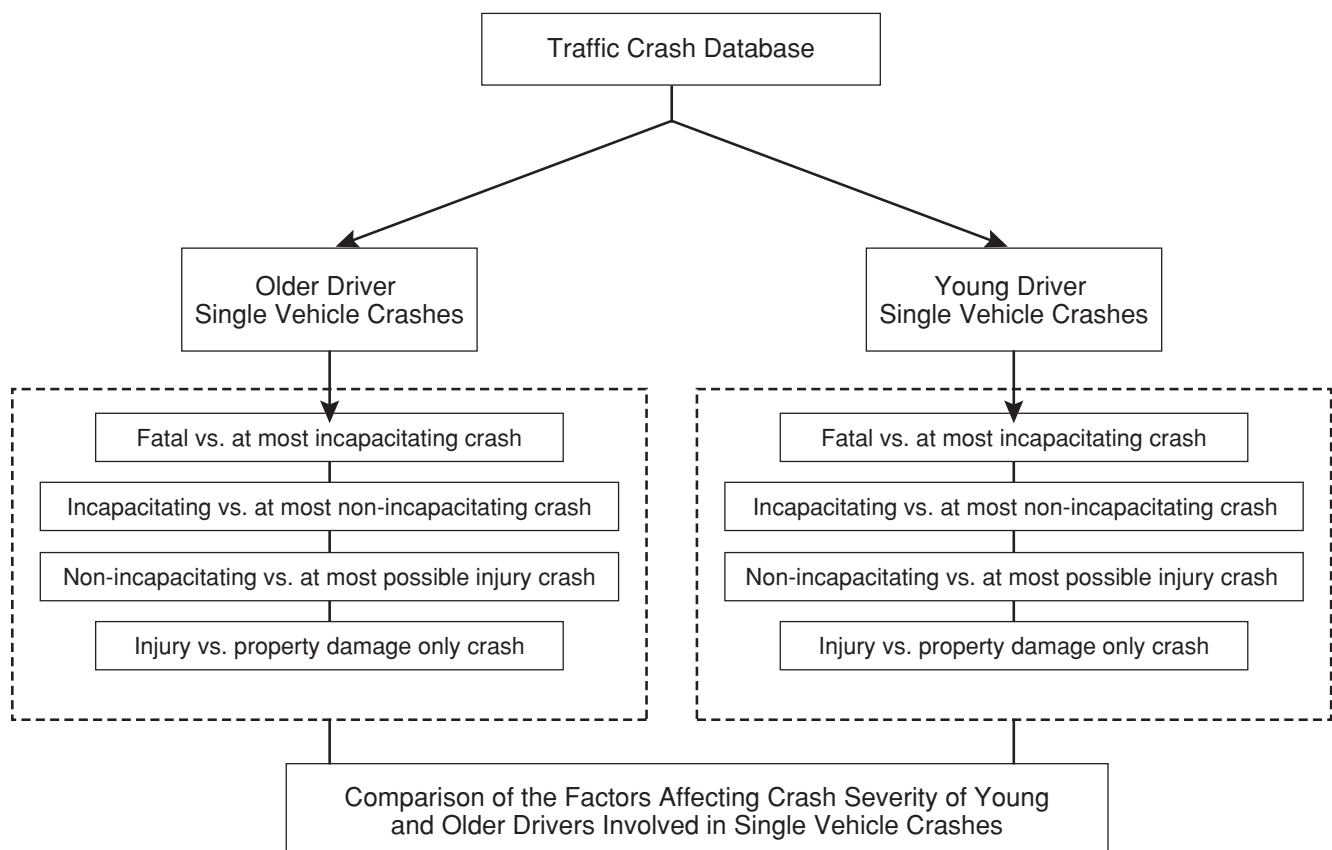 Traffic Crash Database
Older Driver
Single Vehicle Crashes
Young Driver
Single Vehicle Crashes
Fatal vs. at most incapacitating crash
Incapacitating vs. at most non-incapacitating crash
Non-incapacitating vs. at most possible injury crash
Injury vs. property damage only crash
Fatal vs. at most incapacitating crash
Incapacitating vs. at most non-incapacitating crash
Non-incapacitating vs. at most possible injury crash
Injury vs. property damage only crash
Comparison of the Factors Affecting Crash Severity of Young
and Older Drivers Involved in Single Vehicle Crashes